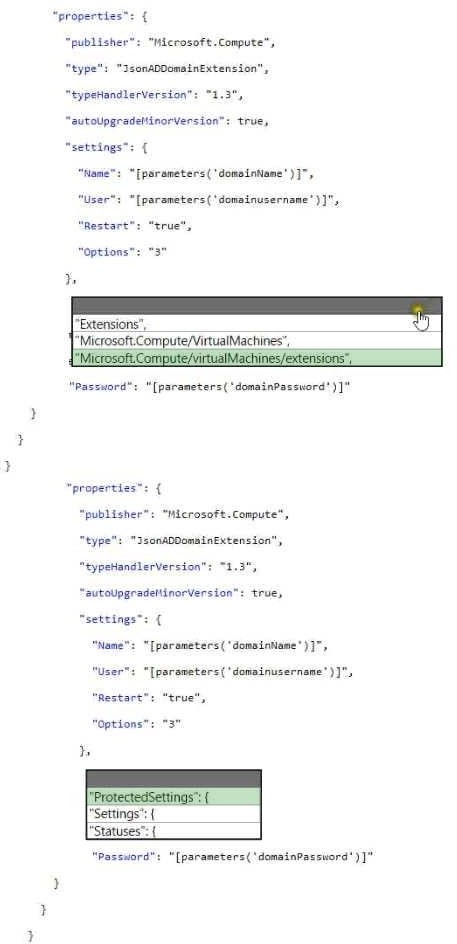 "properties": {
"publisher": "Microsoft.Compute",
"type": "JsonADDomainExtension",
"typeHandlerVersion": "1.3",
"autoUpgradeMinorVersion": true,
"settings": {
"Name": "[parameters('domainName')]",
"User": "[parameters('domainusername')]",
"Restart": "true",
"Options": "3"
},
"Extensions",
"Microsoft.Compute/VirtualMachines",
"Microsoft.Compute/virtualMachines/extensions",
"Password": "[parameters('domainPassword')]"
}
}
}
"properties": {
"publisher": "Microsoft.Compute",
"type": "JsonADDomainExtension",
"typeHandlerVersion": "1.3",
"autoUpgradeMinorVersion": true,
"settings": {
"Name": "[parameters('domainName')]",
"User": "[parameters('domainusername')]",
"Restart": "true",
"Options": "3"
},
"ProtectedSettings": {
"Settings": {
"Statuses": {
"Password": "[parameters('domainPassword')]"
}
}
}